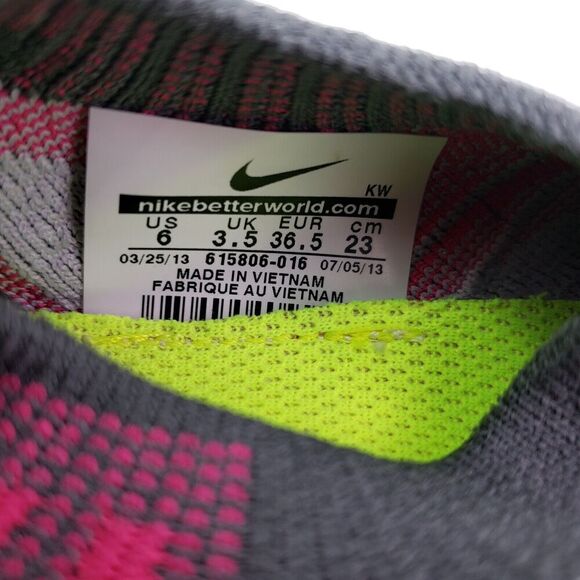 KW
nikebetterworld.com
US UK EUR cm
6 3.5 36.5 23
03/25/13 615806-016 07/05/13
MADE IN VIETNAM
FABRIQUE AU VIETNAM